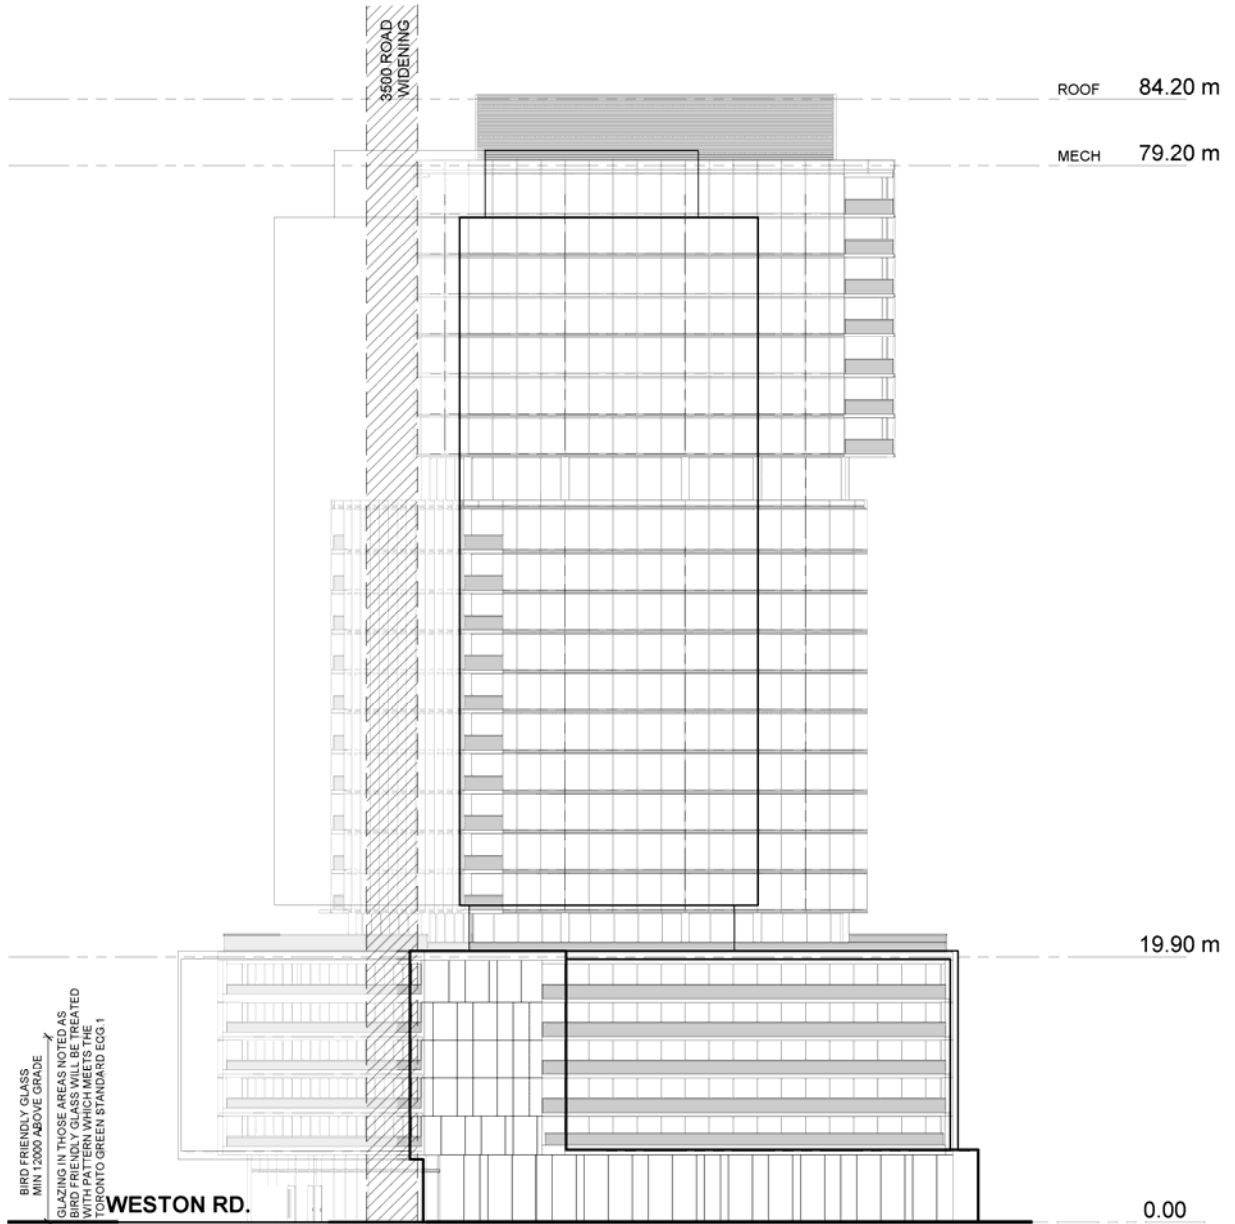 3500 ROAD
WIDENING
ROOF 84.20 m
MECH 79.20 m
19.90 m
BIRD FRIENDLY GLASS
MIN 12000 ABOVE GRADE
GLAZING IN THOSE AREAS NOTED AS
BIRD FRIENDLY GLASS WILL BE TREATED
WITH PATTERN WHICH MEETS THE
TORONTO GREEN STANDARD ECG.1
WESTON RD.
0.00